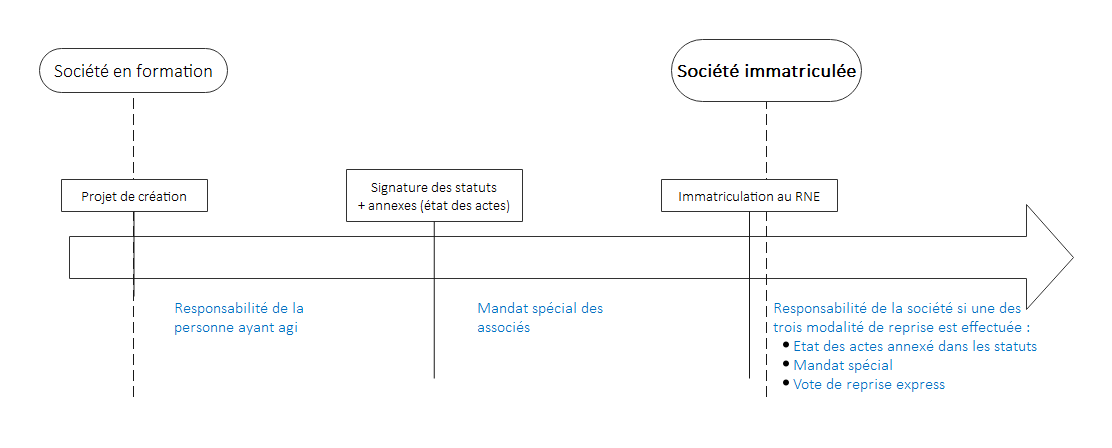 Société en formation
Société immatriculée
Projet de création
Signature des statuts
+ annexes (état des actes)
Immatriculation au RNE
Responsabilité de la
personne ayant agi
Mandat spécial des
associés
Responsabilité de la société si une des
trois modalité de reprise est effectuée :
• Etat des actes annexé dans les statuts
• Mandat spécial
• Vote de reprise express